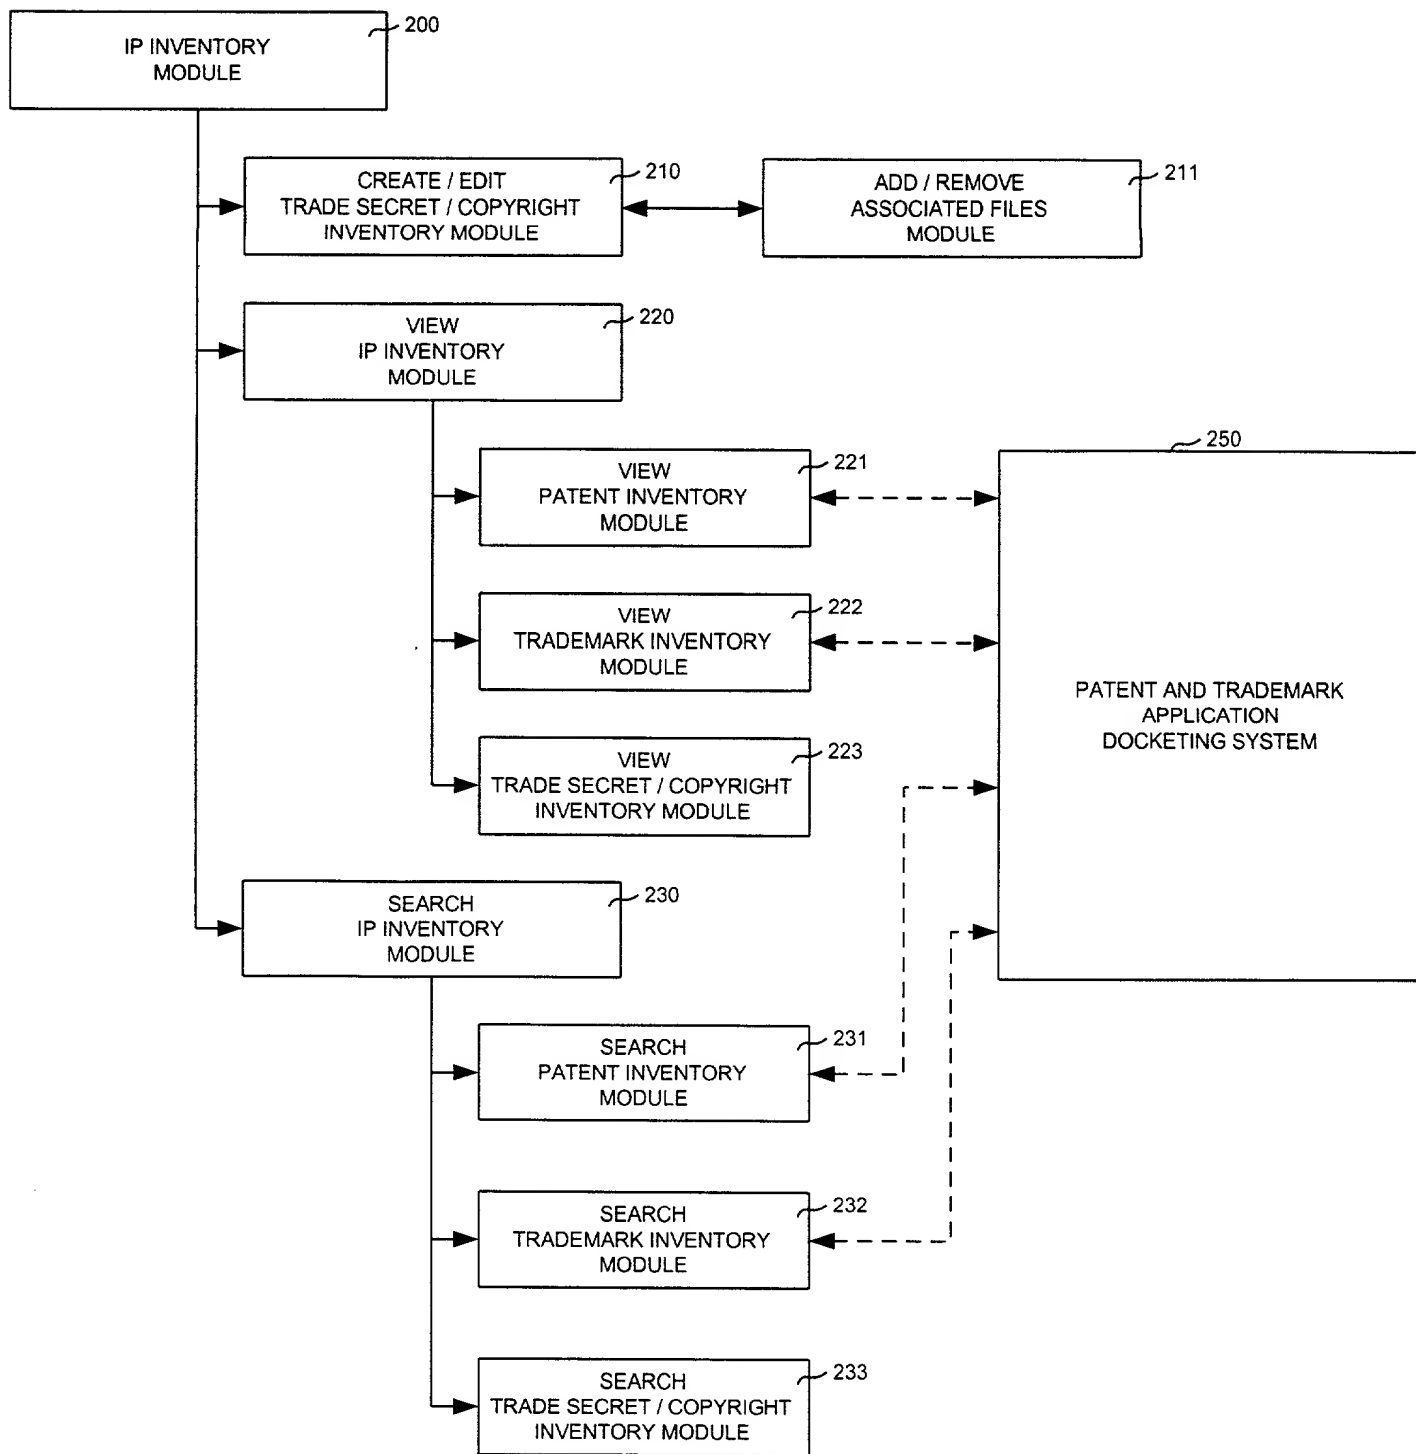 IP INVENTORY
MODULE
200
CREATE / EDIT
TRADE SECRET / COPYRIGHT
INVENTORY MODULE
210
ADD / REMOVE
ASSOCIATED FILES
MODULE
211
VIEW
IP INVENTORY
MODULE
220
VIEW
PATENT INVENTORY
MODULE
221
VIEW
TRADEMARK INVENTORY
MODULE
222
VIEW
TRADE SECRET / COPYRIGHT
INVENTORY MODULE
223
250
PATENT AND TRADEMARK
APPLICATION
DOCKETING SYSTEM
SEARCH
IP INVENTORY
MODULE
230
SEARCH
PATENT INVENTORY
MODULE
231
SEARCH
TRADEMARK INVENTORY
MODULE
232
SEARCH
TRADE SECRET / COPYRIGHT
INVENTORY MODULE
233